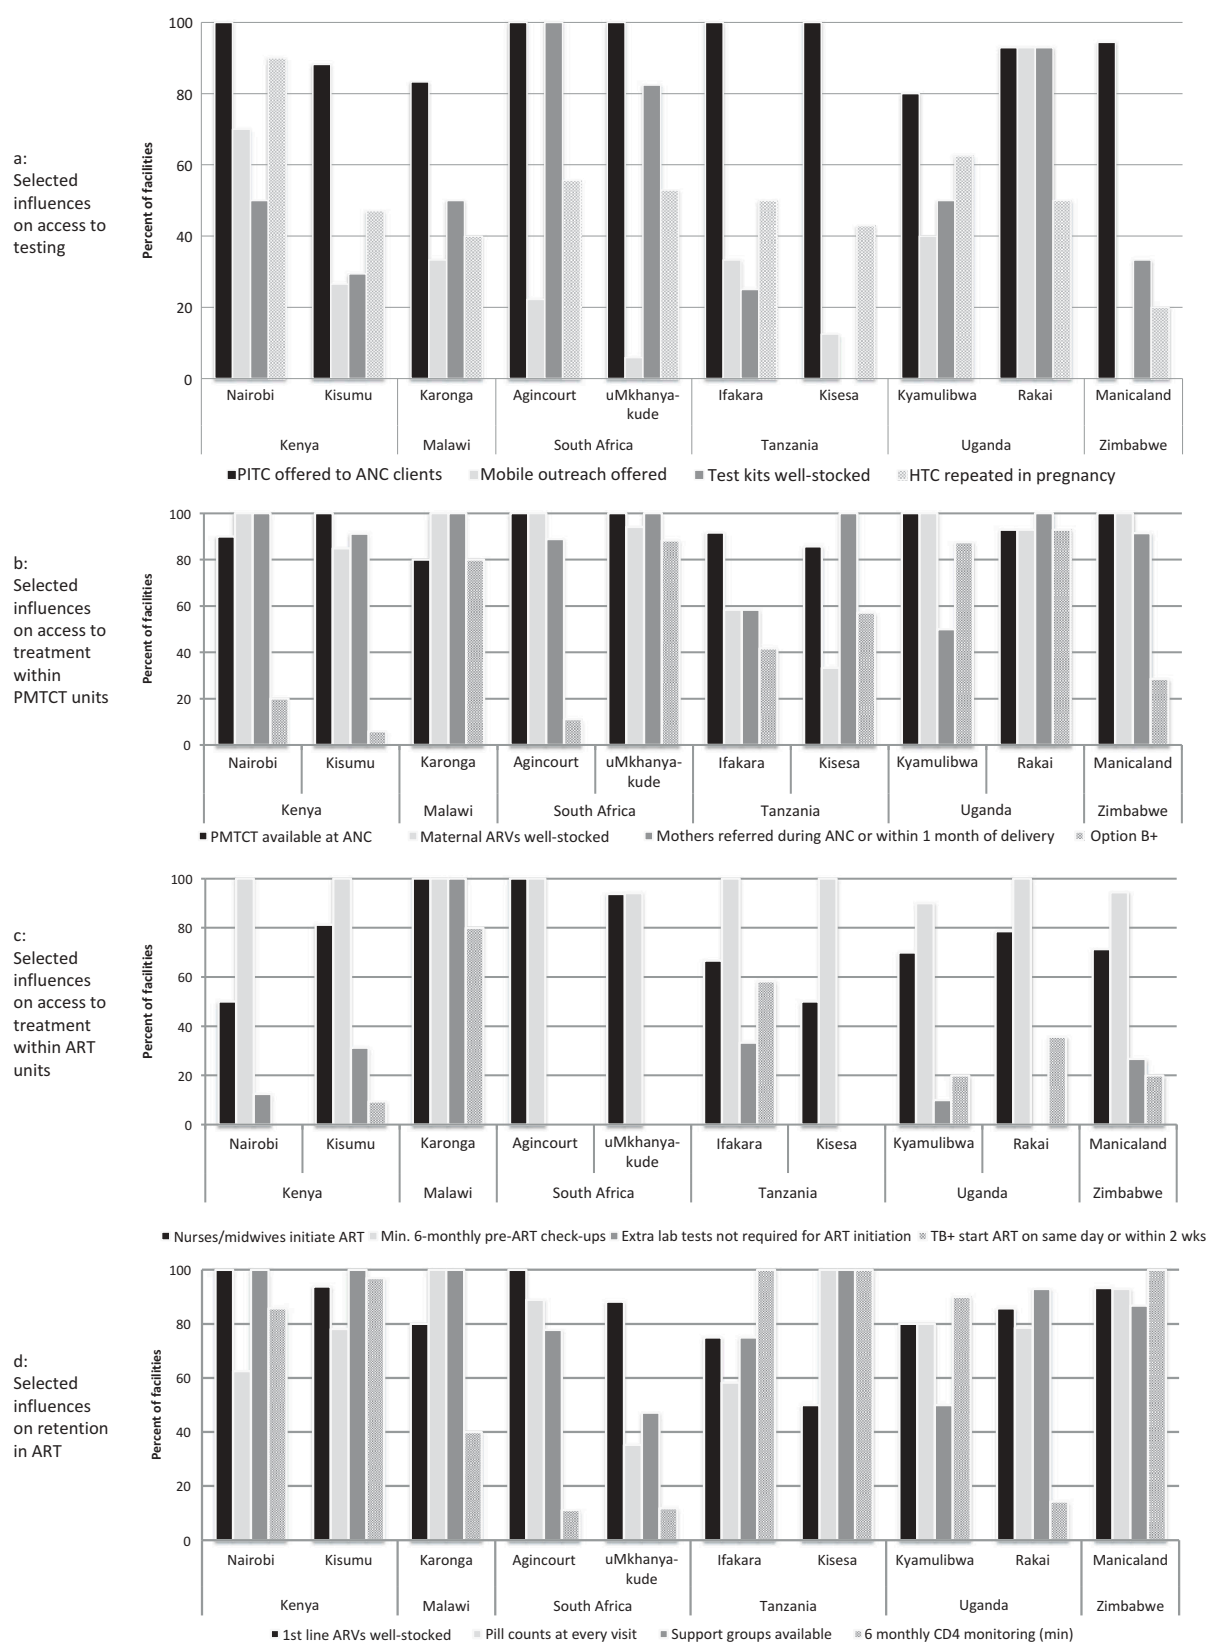 100
80
60
40
20
0
Percent of facilities
a:
Selected
influences
on access to
testing
Nairobi Kisumu Karonga Agincourt uMkhanya- Ifakara Kisesa Kyamulibwa Rakai Manicaland
kude
Kenya Malawi South Africa Tanzania Uganda Zimbabwe
PITC offered to ANC clients Mobile outreach offered Test kits well-stocked HTC repeated in pregnancy
100
80
60
40
20
0
Percent of facilities
b:
Selected
influences
on access to
treatment
within
PMTCT units
Nairobi Kisumu Karonga Agincourt uMkhanya- Ifakara Kisesa Kyamulibwa Rakai Manicaland
kude
Kenya Malawi South Africa Tanzania Uganda Zimbabwe
PMTCT available at ANC Maternal ARVs well-stocked Mothers referred during ANC or within 1 month of delivery Option B+
100
80
60
40
20
0
Percent of facilities
c:
Selected
influences
on access to
treatment
within ART
units
Nairobi Kisumu Karonga Agincourt uMkhanya- Ifakara Kisesa Kyamulibwa Rakai Manicaland
kude
Kenya Malawi South Africa Tanzania Uganda Zimbabwe
Nurses/midwives initiate ART Min. 6-monthly pre-ART check-ups Extra lab tests not required for ART initiation TB+ start ART on same day or within 2 wks
100
80
60
40
20
0
Percent of facilities
d:
Selected
influences
on retention
in ART
Nairobi Kisumu Karonga Agincourt uMkhanya- Ifakara Kisesa Kyamulibwa Rakai Manicaland
kude
Kenya Malawi South Africa Tanzania Uganda Zimbabwe
1st line ARVs well-stocked Pill counts at every visit Support groups available 6 monthly CD4 monitoring (min)